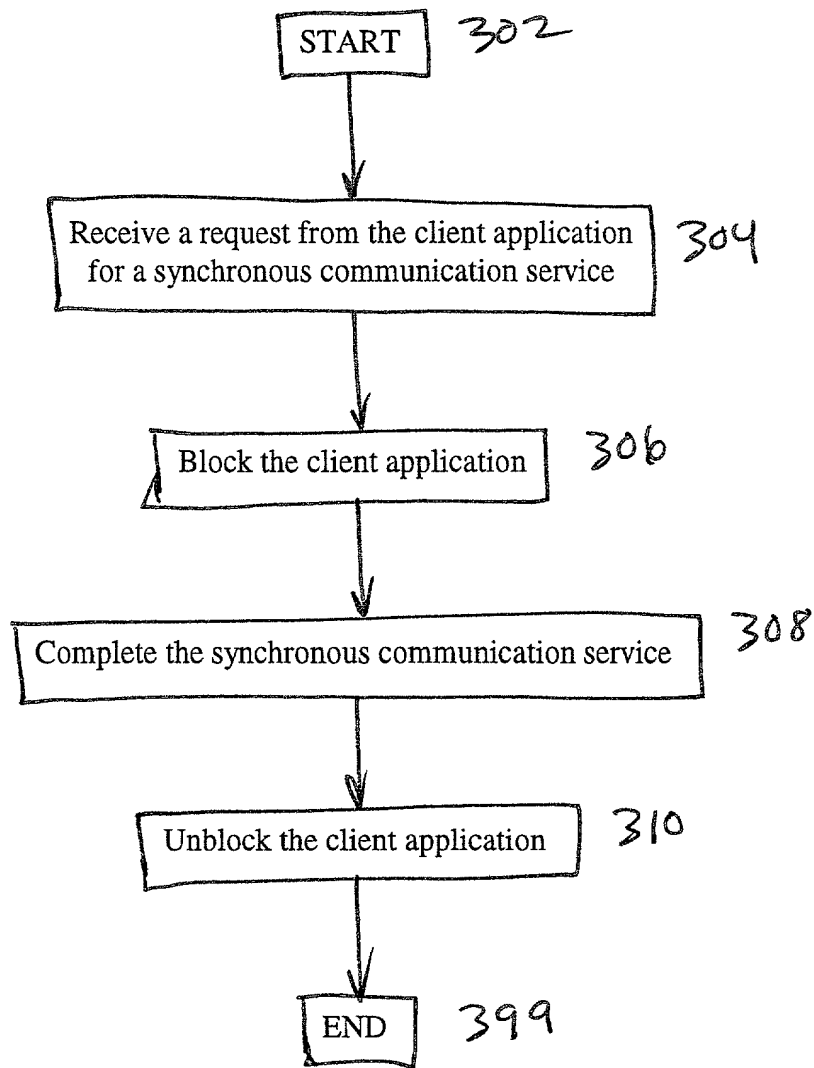 START 302
Receive a request from the client application 304
for a synchronous communication service
Block the client application 306
Complete the synchronous communication service 308
Unblock the client application 310
END 399